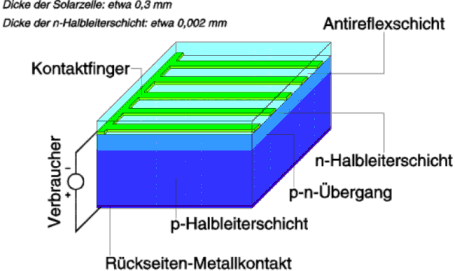 Dicke der Solarzelle: etwa 0,3 mm
Dicke der n-Halbleiterschicht: etwa 0,002 mm
Antireflexschicht
Kontaktfinger
Verbraucher
-
+
n-Halbleiterschicht
p-n-Übergang
p-Halbleiterschicht
Rückseiten-Metallkontakt